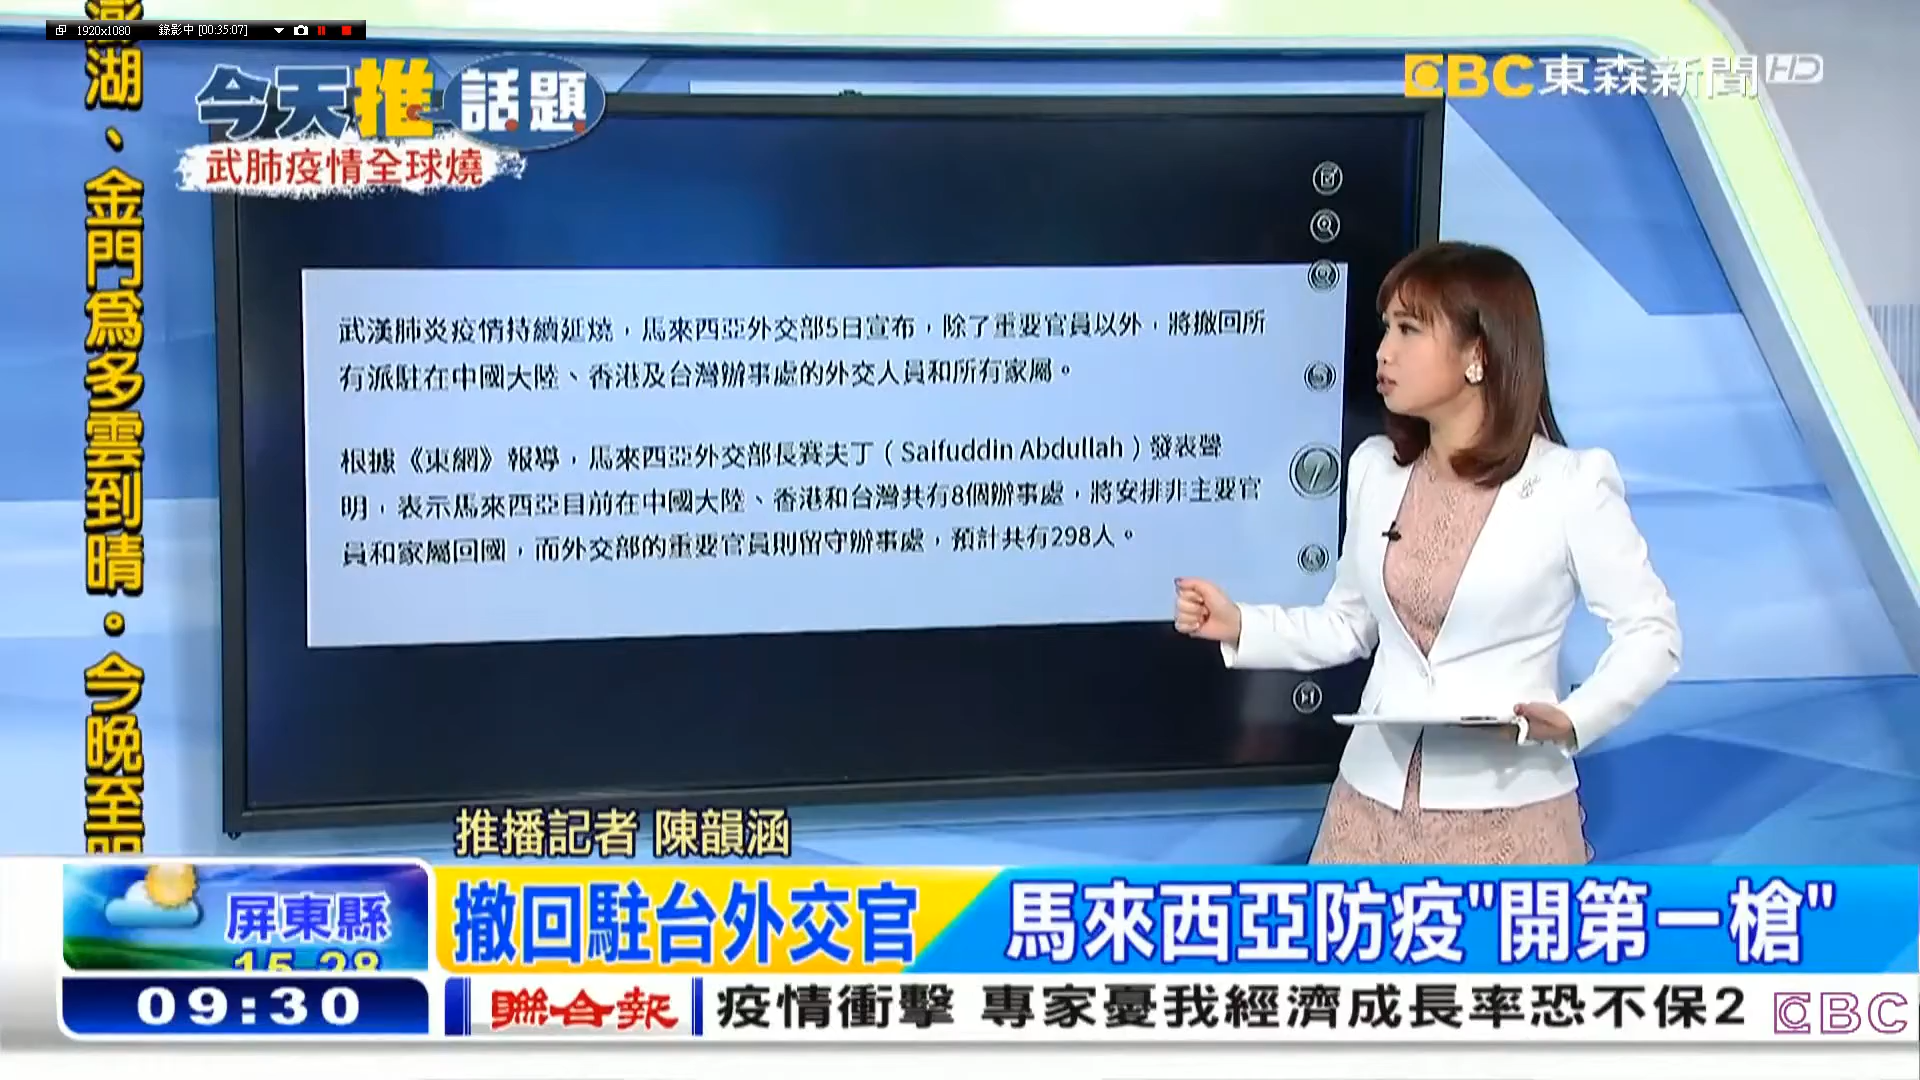 1920x1080 錄影中 [00:35:07]
澎湖、金門為多雲到晴。今晚至明
今天推話題
武肺疫情全球燒
EBC東森新聞HD
武漢肺炎疫情持續延燒，馬來西亞外交部5日宣布，除了重要官員以外，將撤回所
有派駐在中國大陸、香港及台灣辦事處的外交人員和所有家屬。
根據《東網》報導，馬來西亞外交部長賽夫丁（Saifuddin Abdullah）發表聲
明，表示馬來西亞目前在中國大陸、香港和台灣共有8個辦事處，將安排非主要官
員和家屬回國，而外交部的重要官員則留守辦事處，預計共有298人。
推播記者 陳韻涵
屏東縣
15-28
撤回駐台外交官 馬來西亞防疫"開第一槍"
09:30
聯合報 疫情衝擊 專家憂我經濟成長率恐不保2
EBC